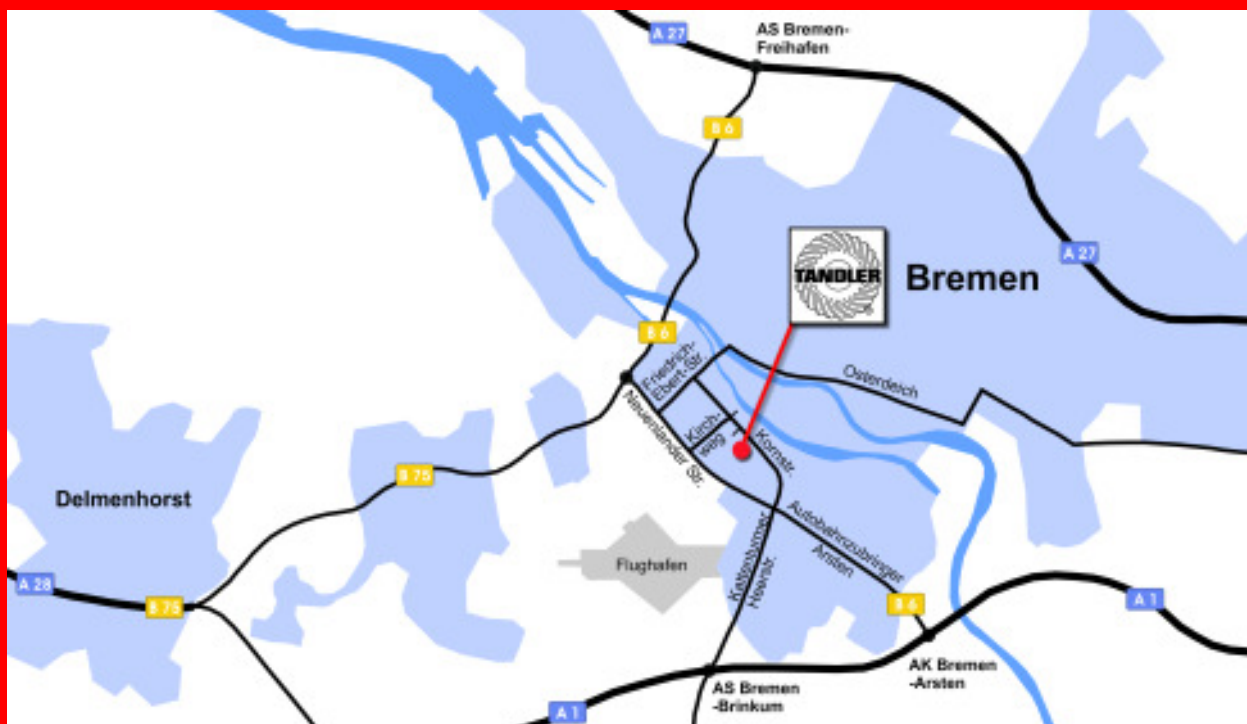 A 27
AS Bremen-
Freihafen
B 6
A 27
TANDLER
®
Bremen
B 6
Friedrich-
Ebert-Str.
Osterdeich
Neuenlander Str.
Kirch-
weg
Kornstr.
B 75
Delmenhorst
Autobahnzubringer
Arsten
Flughafen
Kattenturmer
Heerstr.
A 28
B 75
B 6
A 1
AK Bremen
-Arsten
AS Bremen
-Brinkum
A 1